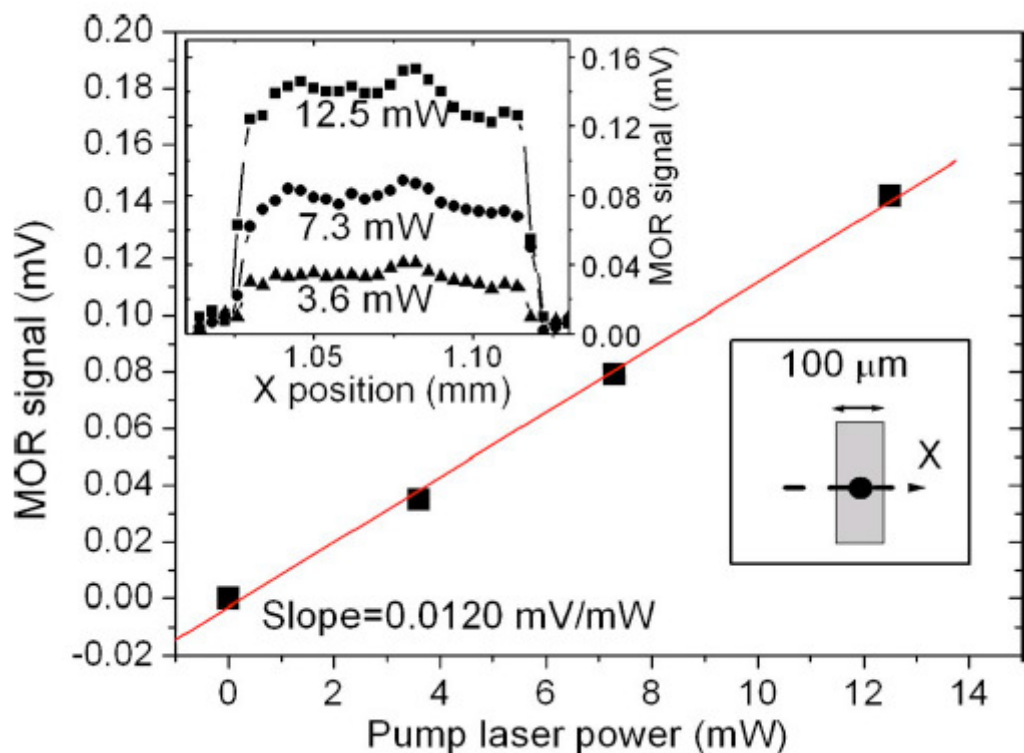 MOR signal (mV)
0.20
0.18
0.16
0.14
0.12
0.10
0.08
0.06
0.04
0.02
0.00
-0.02
0 2 4 6 8 10 12 14
Pump laser power (mW)
Slope=0.0120 mV/mW
12.5 mW
7.3 mW
3.6 mW
0.16
0.12
0.08
0.04
0.00
MOR signal (mV)
1.05 1.10
X position (mm)
100 μm
X